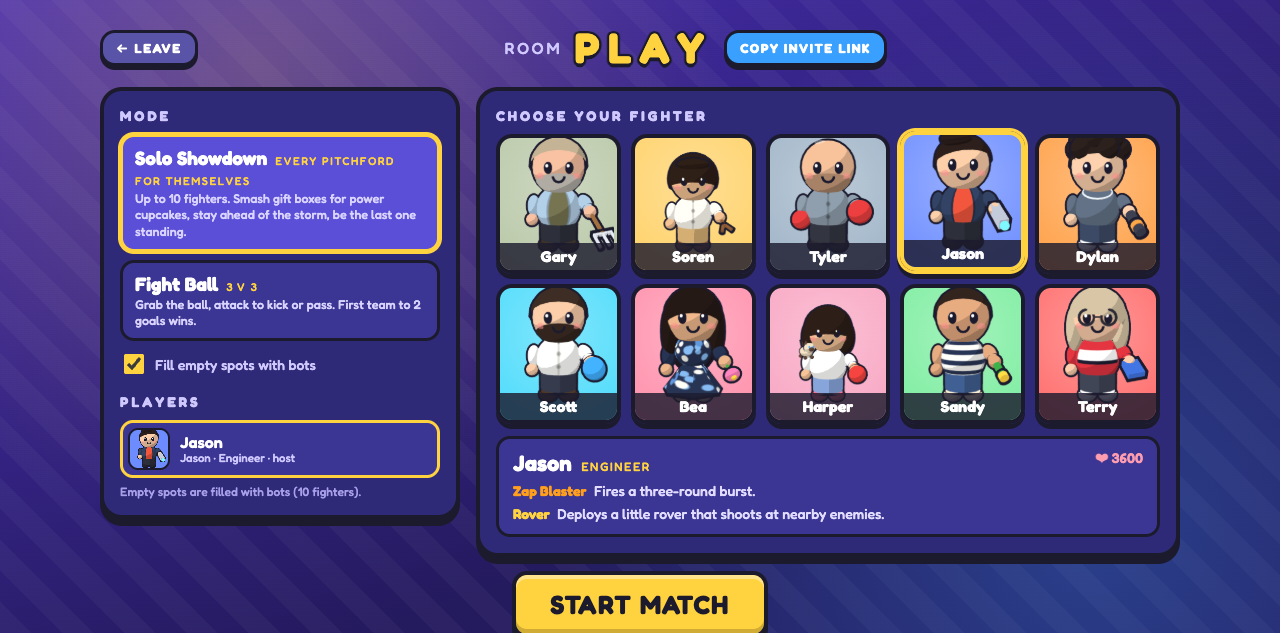 ← LEAVE
ROOM PLAY COPY INVITE LINK
MODE
Solo Showdown EVERY PITCHFORD
FOR THEMSELVES
Up to 10 fighters. Smash gift boxes for power
cupcakes, stay ahead of the storm, be the last one
standing.
Fight Ball 3 V 3
Grab the ball, attack to kick or pass. First team to 2
goals wins.
Fill empty spots with bots
PLAYERS
Jason
Jason · Engineer · host
Empty spots are filled with bots (10 fighters).
CHOOSE YOUR FIGHTER
Gary
Soren
Tyler
Jason
Dylan
Scott
Bea
Harper
Sandy
Terry
Jason ENGINEER
❤ 3600
Zap Blaster Fires a three-round burst.
Rover Deploys a little rover that shoots at nearby enemies.
START MATCH